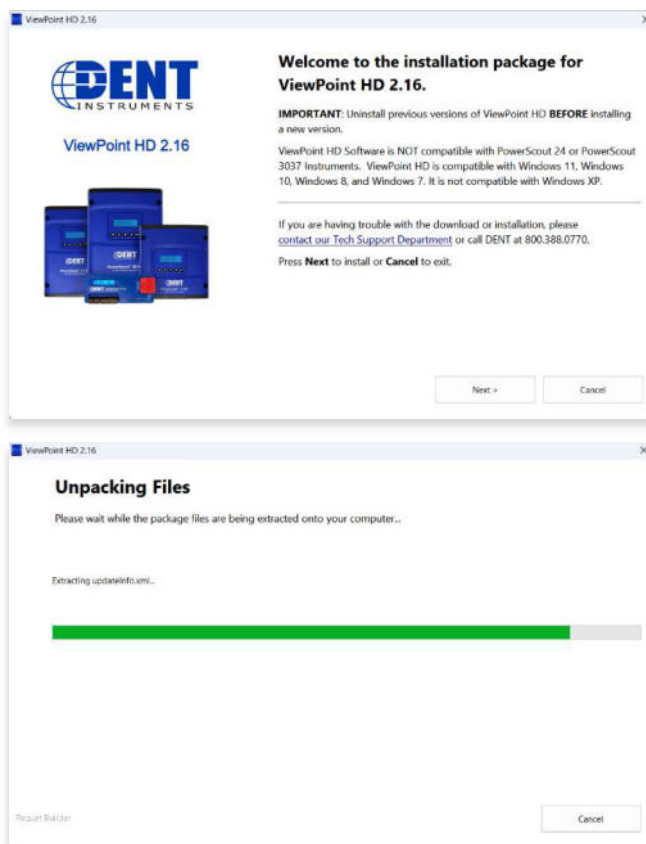 ViewPoint HD 2.16
DENT
INSTRUMENTS
ViewPoint HD 2.16
Welcome to the installation package for
ViewPoint HD 2.16.
IMPORTANT: Uninstall previous versions of ViewPoint HD BEFORE installing
a new version.
ViewPoint HD Software is NOT compatible with PowerScout 24 or PowerScout
3037 Instruments. ViewPoint HD is compatible with Windows 11, Windows
10, Windows 8, and Windows 7. It is not compatible with Windows XP.
If you are having trouble with the download or installation, please
contact our Tech Support Department or call DENT at 800.388.0770.
Press Next to install or Cancel to exit.
Next >
Cancel
ViewPoint HD 2.16
Unpacking Files
Please wait while the package files are being extracted onto your computer...
Extracting updateinfo.xml...
Paquet Builder
Cancel